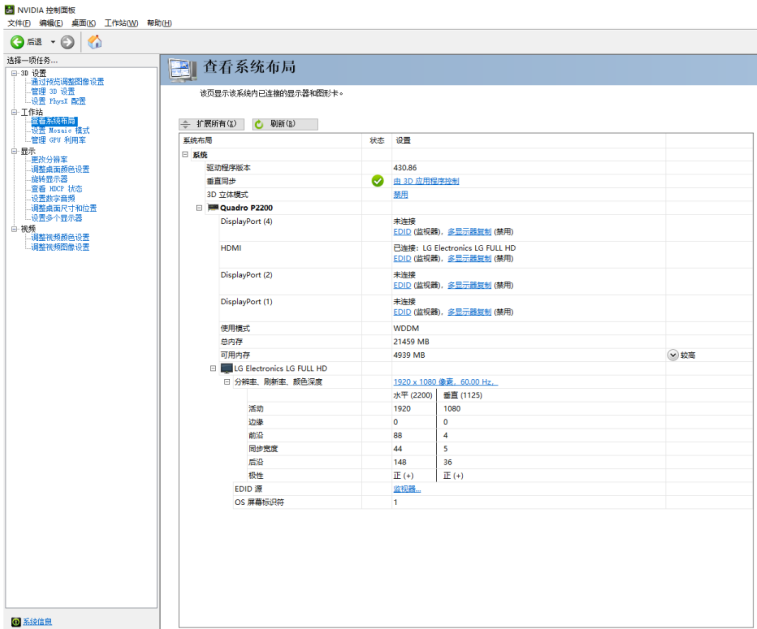 NVIDIA 控制面板
文件(F) 编辑(E) 桌面(K) 工作站(W) 帮助(H)
后退
选择一项任务...
3D 设置
通过预览调整图像设置
管理 3D 设置
设置 PhysX 配置
工作站
查看系统布局
设置 Mosaic 模式
管理 GPU 利用率
显示
更改分辨率
调整桌面颜色设置
旋转显示器
查看 HDCP 状态
设置数字音频
调整桌面尺寸和位置
设置多个显示器
视频
调整视频颜色设置
调整视频图像设置
系统信息
查看系统布局
该页显示该系统内已连接的显示器和图形卡。
扩展所有(X) 刷新(R)
系统布局 状态 设置
系统
驱动程序版本 430.86
垂直同步 由 3D 应用程序控制
3D 立体模式 禁用
Quadro P2200
DisplayPort (4) 未连接
EDID (监视器)、多显示器复制 (禁用)
HDMI 已连接: LG Electronics LG FULL HD
EDID (监视器)、多显示器复制 (禁用)
DisplayPort (2) 未连接
EDID (监视器)、多显示器复制 (禁用)
DisplayPort (1) 未连接
EDID (监视器)、多显示器复制 (禁用)
使用模式 WDDM
总内存 21459 MB
可用内存 4939 MB 较高
LG Electronics LG FULL HD
分辨率、刷新率、颜色深度 1920 x 1080 像素、60.00 Hz、
水平 (2200) 垂直 (1125)
活动 1920 1080
边缘 0 0
前沿 88 4
同步宽度 44 5
后沿 148 36
极性 正 (+) 正 (+)
EDID 源 监视器...
OS 屏幕标识符 1